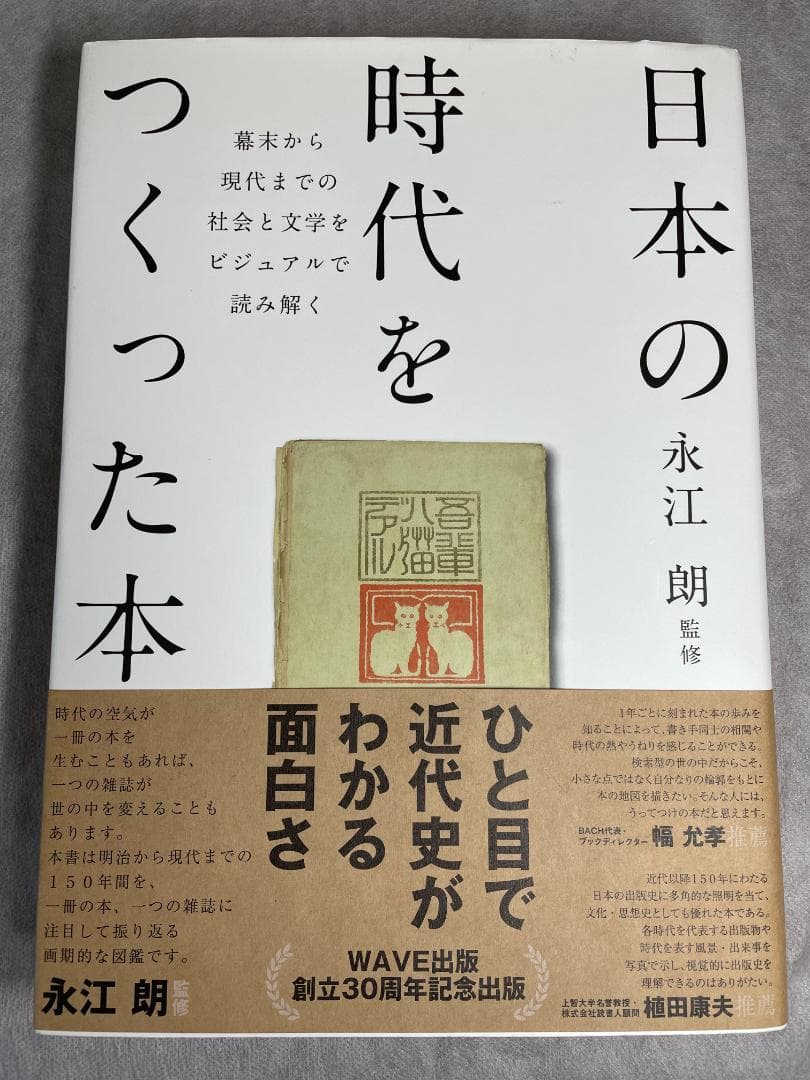 日本の
時代を
つくった本
幕末から
現代までの
社会と文学を
ビジュアルで
読み解く
永江 朗 監修
吾輩
ハ猫
デアル
ひと目で
近代史が
わかる
面白さ
時代の空気が
一冊の本を
生むこともあれば、
一つの雑誌が
世の中を変えることも
あります。
本書は明治から現代までの
150年間を、
一冊の本、一つの雑誌に
注目して振り返る
画期的な図鑑です。
永江 朗 監修
WAVE出版
創立30周年記念出版
1年ごとに刻まれた本の歩みを
知ることによって、書き手同士の相関や
時代の熱やうねりを感じることができる。
検索型の世の中だからこそ、
小さな点ではなく自分なりの輪郭をもとに
本の地図を描きたい。そんな人には、
うってつけの本だと思えます。
BACH代表・
ブックディレクター 幅 允孝 推薦
近代以降150年にわたる
日本の出版史に多角的な照明を当て、
文化・思想史としても優れた本である。
各時代を代表する出版物や
時代を表す風景・出来事を
写真で示し、視覚的に出版史を
理解できるのはありがたい。
上智大学名誉教授・
株式会社読書人顧問 植田康夫 推薦